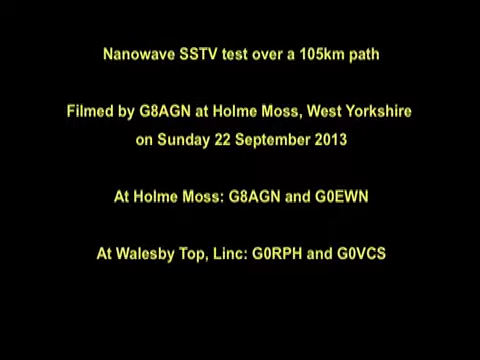 Nanowave SSTV test over a 105km path
Filmed by G8AGN at Holme Moss, West Yorkshire
on Sunday 22 September 2013
At Holme Moss: G8AGN and G0EWN
At Walesby Top, Linc: G0RPH and G0VCS